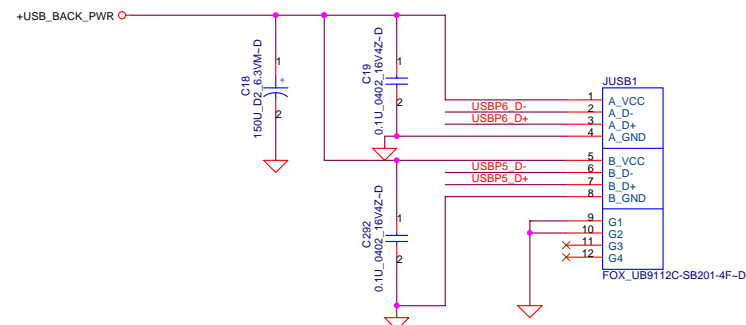 +USB_BACK_PWR
1
2
C18
150U_D2_6.3VM~D
+
1
2
C19
0.1U_0402_16V4Z~D
JUSB1
USBP6_D-
USBP6_D+
1 A_VCC
2 A_D-
3 A_D+
4 A_GND
USBP5_D-
USBP5_D+
5 B_VCC
6 B_D-
7 B_D+
8 B_GND
1
2
C292
0.1U_0402_16V4Z~D
9 G1
10 G2
11 G3
12 G4
FOX_UB9112C-SB201-4F~D